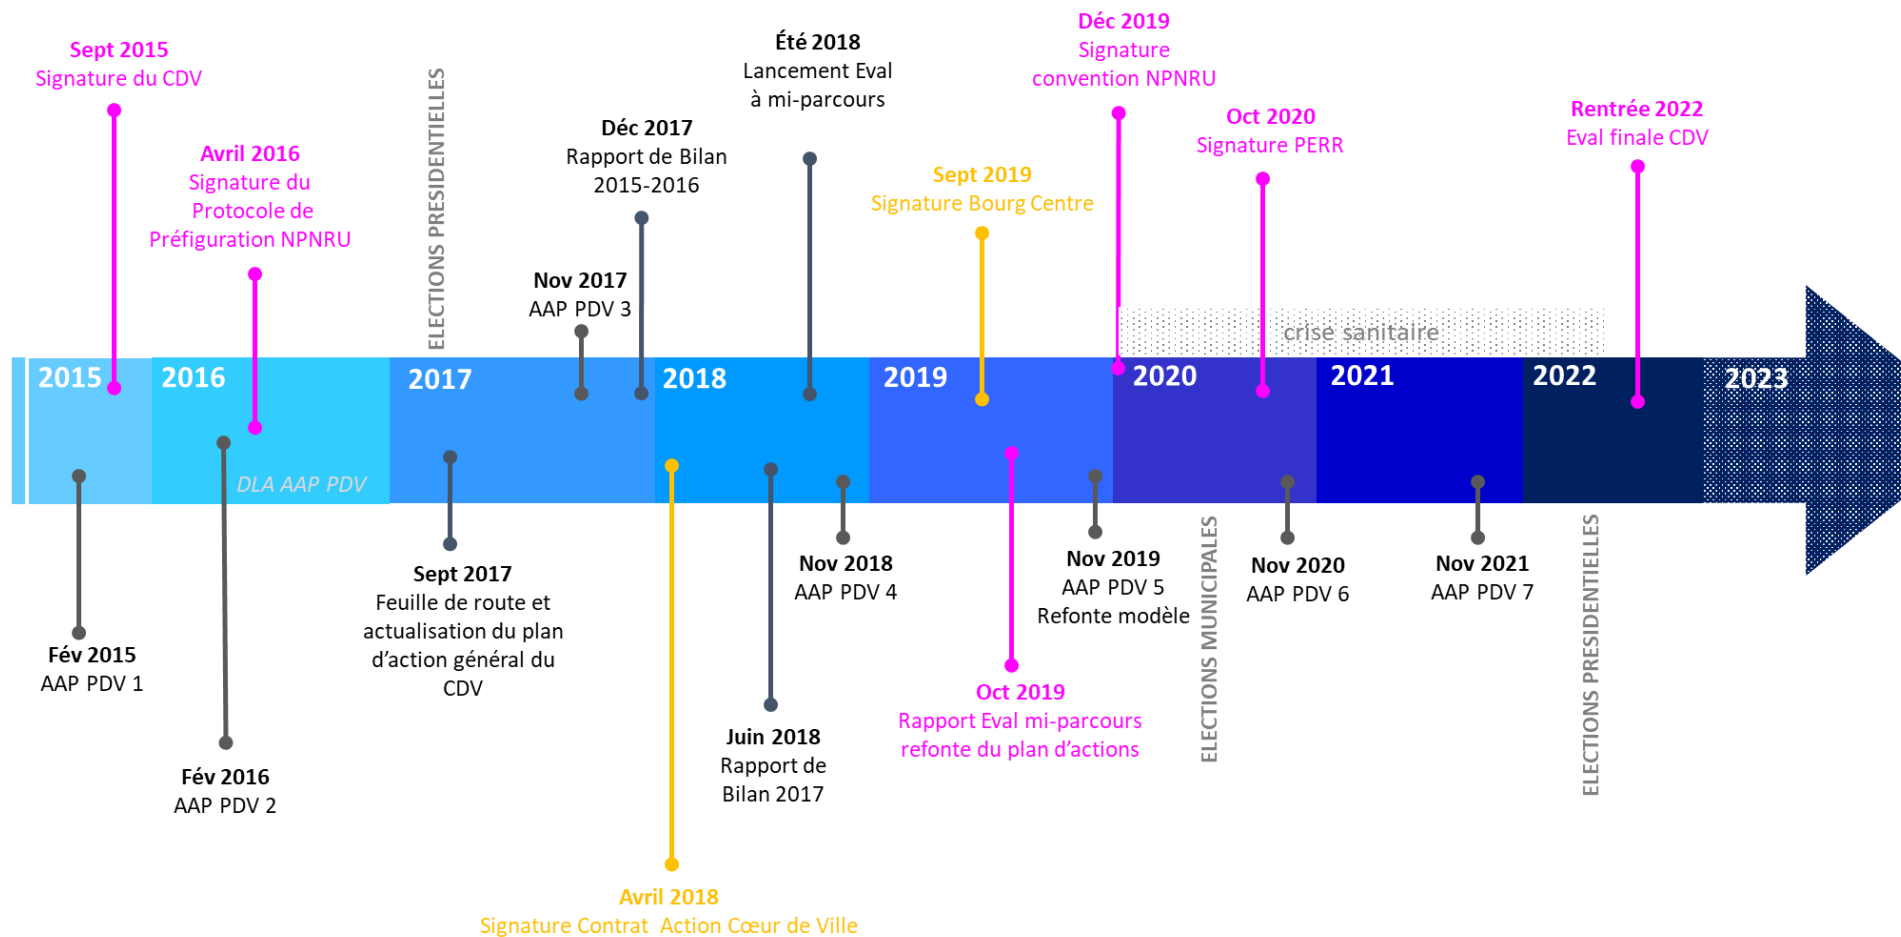 Sept 2015
Signature du CDV
Avril 2016
Signature du
Protocole de
Préfiguration NPNRU
ELECTIONS PRESIDENTIELLES
Nov 2017
AAP PDV 3
Déc 2017
Rapport de Bilan
2015-2016
Été 2018
Lancement Eval
à mi-parcours
Sept 2019
Signature Bourg Centre
Déc 2019
Signature
convention NPNRU
Oct 2020
Signature PERR
Rentrée 2022
Eval finale CDV
crise sanitaire
2015
2016
2017
2018
2019
2020
2021
2022
2023
DLA AAP PDV
Fév 2015
AAP PDV 1
Fév 2016
AAP PDV 2
Sept 2017
Feuille de route et
actualisation du plan
d’action général du
CDV
Avril 2018
Signature Contrat  Action Cœur de Ville
Juin 2018
Rapport de
Bilan 2017
Nov 2018
AAP PDV 4
Oct 2019
Rapport Eval mi-parcours
refonte du plan d’actions
Nov 2019
AAP PDV 5
Refonte modèle
ELECTIONS MUNICIPALES
Nov 2020
AAP PDV 6
Nov 2021
AAP PDV 7
ELECTIONS PRESIDENTIELLES